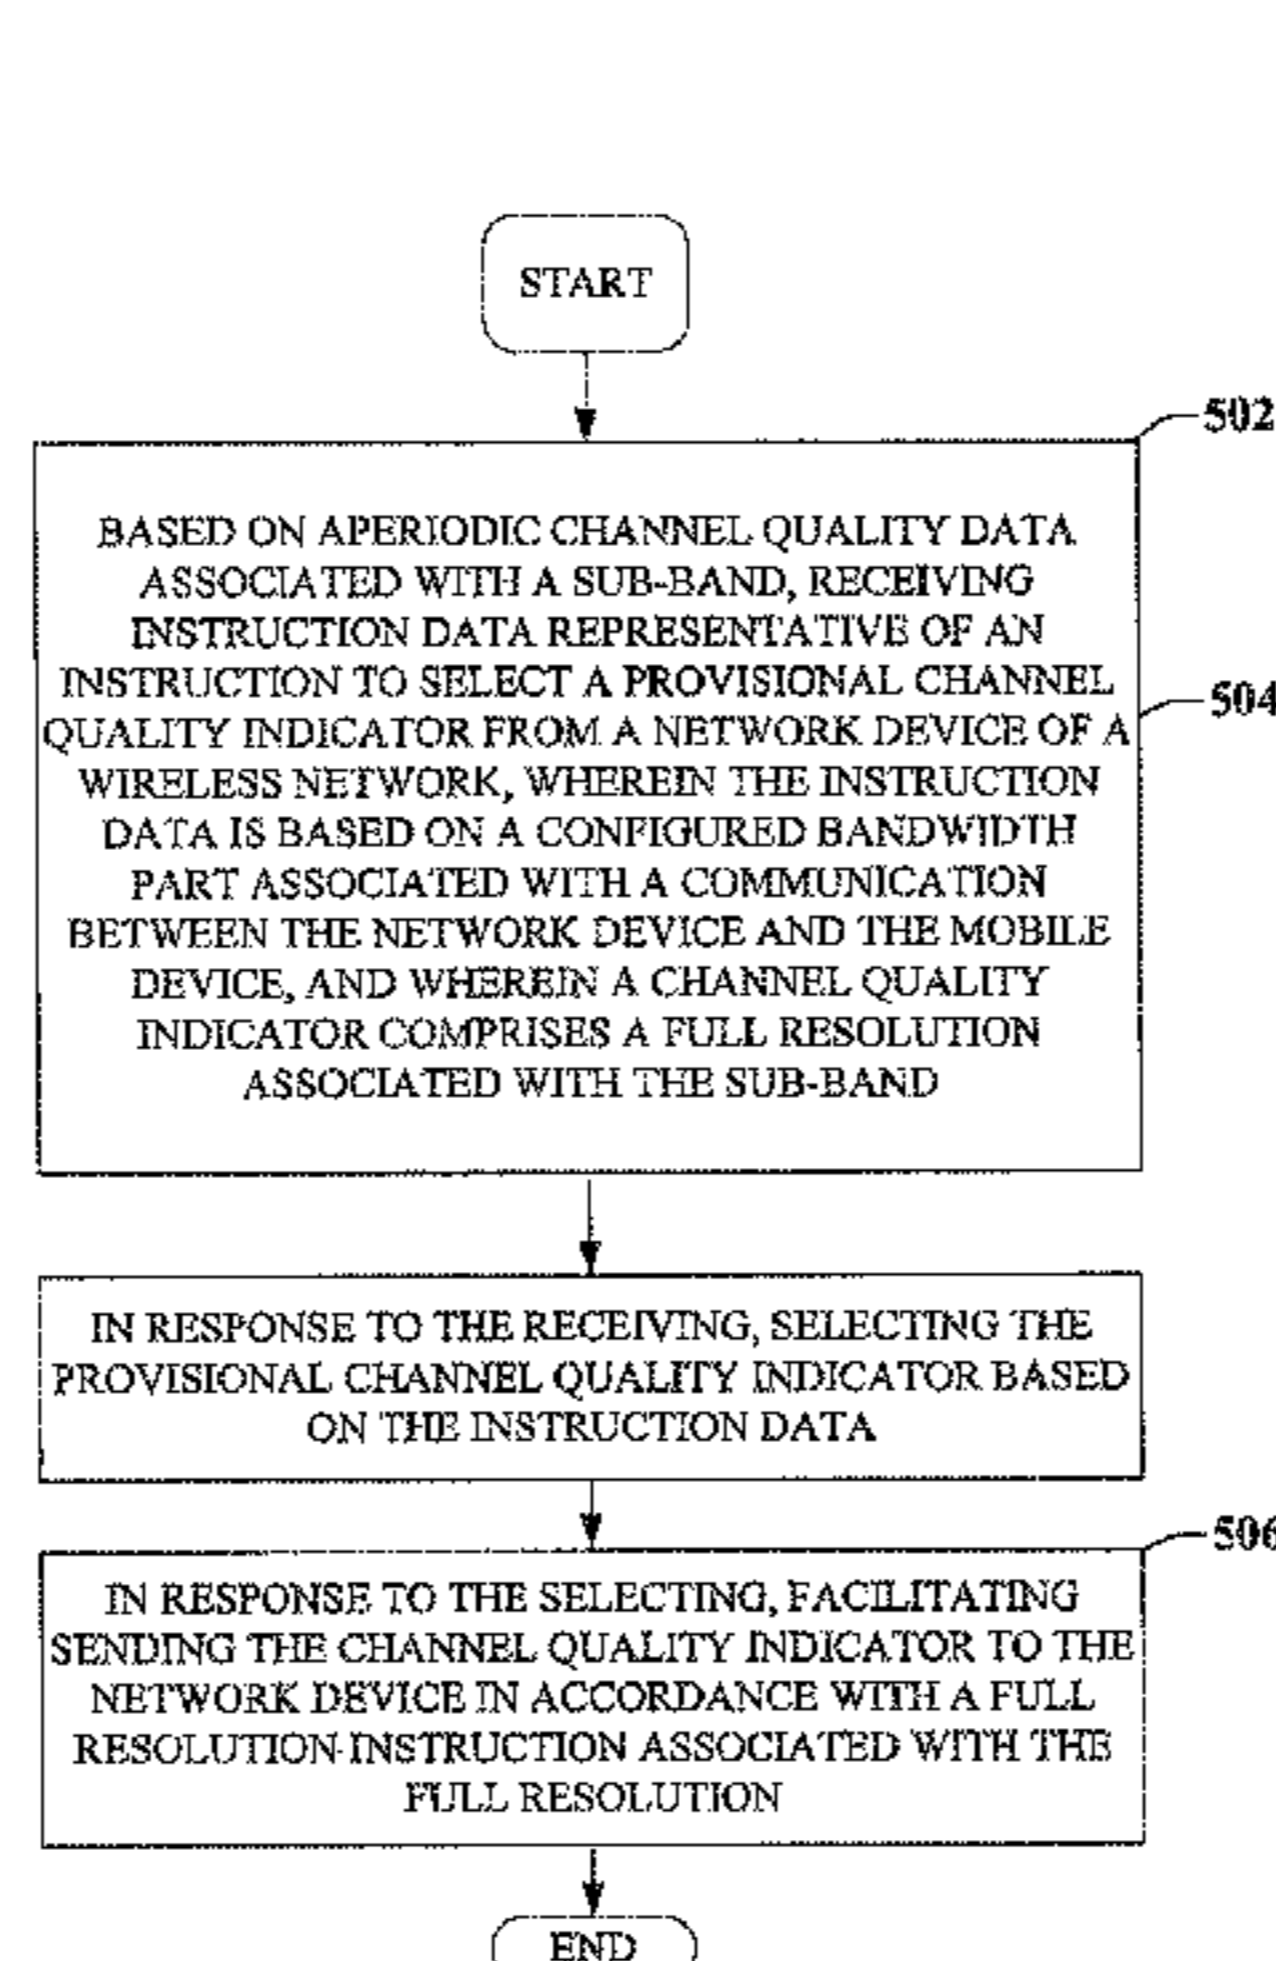 START
502
BASED ON APERIODIC CHANNEL QUALITY DATA
ASSOCIATED WITH A SUB-BAND, RECEIVING
INSTRUCTION DATA REPRESENTATIVE OF AN
INSTRUCTION TO SELECT A PROVISIONAL CHANNEL
504
QUALITY INDICATOR FROM A NETWORK DEVICE OF A
WIRELESS NETWORK, WHEREIN THE INSTRUCTION
DATA IS BASED ON A CONFIGURED BANDWIDTH
PART ASSOCIATED WITH A COMMUNICATION
BETWEEN THE NETWORK DEVICE AND THE MOBILE
DEVICE, AND WHEREIN A CHANNEL QUALITY
INDICATOR COMPRISES A FULL RESOLUTION
ASSOCIATED WITH THE SUB-BAND
IN RESPONSE TO THE RECEIVING, SELECTING THE
PROVISIONAL CHANNEL QUALITY INDICATOR BASED
ON THE INSTRUCTION DATA
506
IN RESPONSE TO THE SELECTING, FACILITATING
SENDING THE CHANNEL QUALITY INDICATOR TO THE
NETWORK DEVICE IN ACCORDANCE WITH A FULL
RESOLUTION INSTRUCTION ASSOCIATED WITH THE
FULL RESOLUTION
END